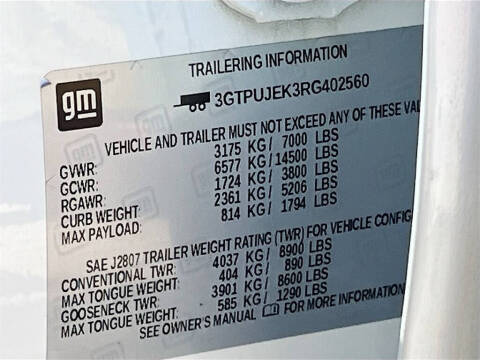 gm
TRAILERING INFORMATION
3GTPUJEK3RG402560
VEHICLE AND TRAILER MUST NOT EXCEED ANY OF
GVWR: 3175 KG/ 7000 LBS
GCWR: 6577 KG/ 14500 LBS
RGAWR: 1724 KG/ 3800 LBS
CURB WEIGHT: 2361 KG/ 5206 LBS
MAX PAYLOAD: 814 KG/ 1794 LBS
SAE J2807 TRAILER WEIGHT RATING (TWR) FOR VEHICLE CONFIG
CONVENTIONAL TWR: 4037 KG/ 8900 LBS
MAX TONGUE WEIGHT: 404 KG/ 890 LBS
GOOSENECK TWR: 3901 KG/ 8600 LBS
MAX TONGUE WEIGHT: 585 KG/ 1290 LBS
SEE OWNER'S MANUAL FOR MORE INFORMATION